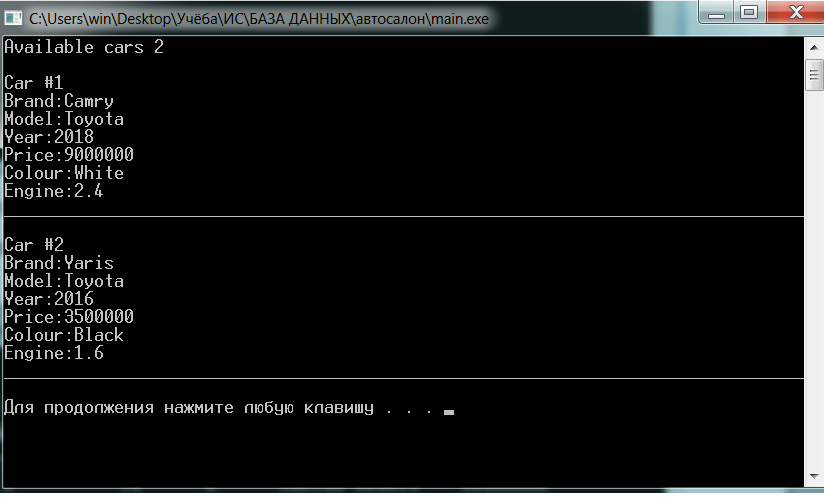 C:\Users\win\Desktop\Учёба\ИС\БАЗА ДАННЫХ\автосалон\main.exe
Available cars 2
Car #1
Brand:Camry
Model:Toyota
Year:2018
Price:9000000
Colour:White
Engine:2.4
Car #2
Brand:Yaris
Model:Toyota
Year:2016
Price:3500000
Colour:Black
Engine:1.6
Для продолжения нажмите любую клавишу . . .